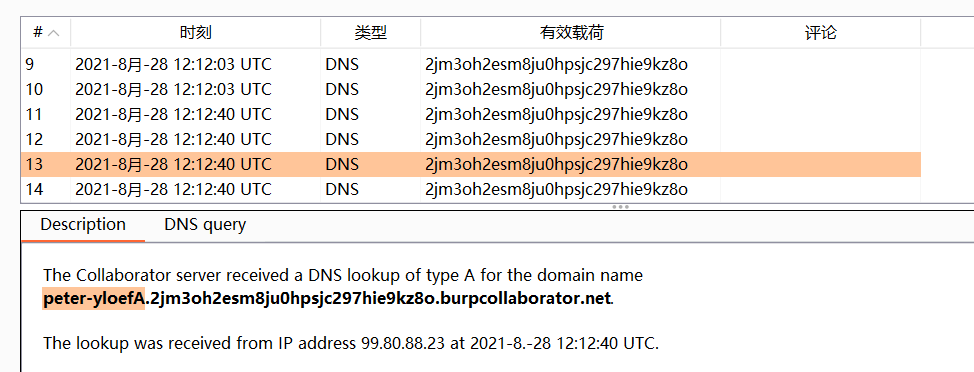 # 时刻 类型 有效载荷 评论
9 2021-8月-28 12:12:03 UTC DNS 2jm3oh2esm8ju0hpsjc297hie9kz8o
10 2021-8月-28 12:12:03 UTC DNS 2jm3oh2esm8ju0hpsjc297hie9kz8o
11 2021-8月-28 12:12:40 UTC DNS 2jm3oh2esm8ju0hpsjc297hie9kz8o
12 2021-8月-28 12:12:40 UTC DNS 2jm3oh2esm8ju0hpsjc297hie9kz8o
13 2021-8月-28 12:12:40 UTC DNS 2jm3oh2esm8ju0hpsjc297hie9kz8o
14 2021-8月-28 12:12:40 UTC DNS 2jm3oh2esm8ju0hpsjc297hie9kz8o
Description DNS query
The Collaborator server received a DNS lookup of type A for the domain name
peter-yloefA.2jm3oh2esm8ju0hpsjc297hie9kz8o.burpcollaborator.net.
The lookup was received from IP address 99.80.88.23 at 2021-8.-28 12:12:40 UTC.